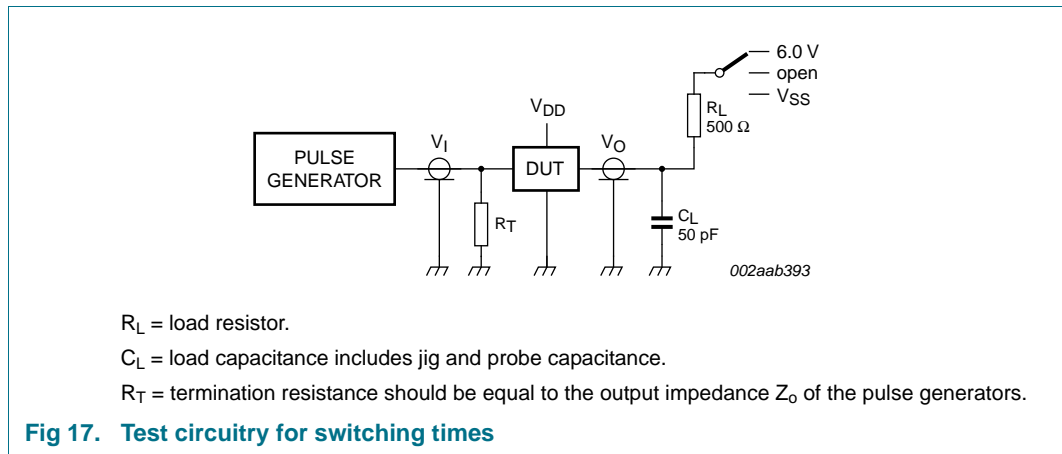 6.0 V
open
VSS
RL
500 Ω
VDD
VI
VO
PULSE
GENERATOR
DUT
RT
CL
50 pF
002aab393
RL = load resistor.
CL = load capacitance includes jig and probe capacitance.
RT = termination resistance should be equal to the output impedance Zo of the pulse generators.
Fig 17. Test circuitry for switching times